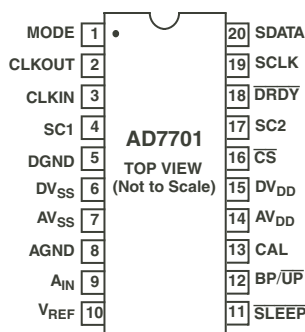 MODE 1
CLKOUT 2
CLKIN 3
SC1 4
DGND 5
DVSS 6
AVSS 7
AGND 8
AIN 9
VREF 10
AD7701
TOP VIEW
(Not to Scale)
20 SDATA
19 SCLK
18 DRDY
17 SC2
16 CS
15 DVDD
14 AVDD
13 CAL
12 BP/UP
11 SLEEP